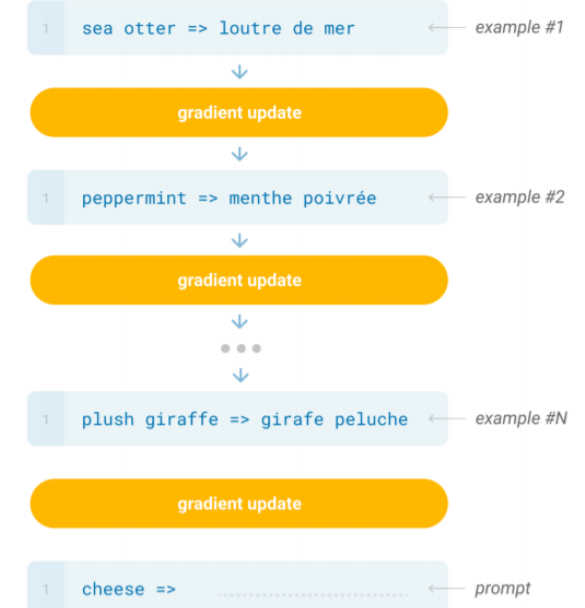 1 sea otter => loutre de mer example #1
gradient update
1 peppermint => menthe poivrée example #2
gradient update
1 plush giraffe => girafe peluche example #N
gradient update
1 cheese => prompt